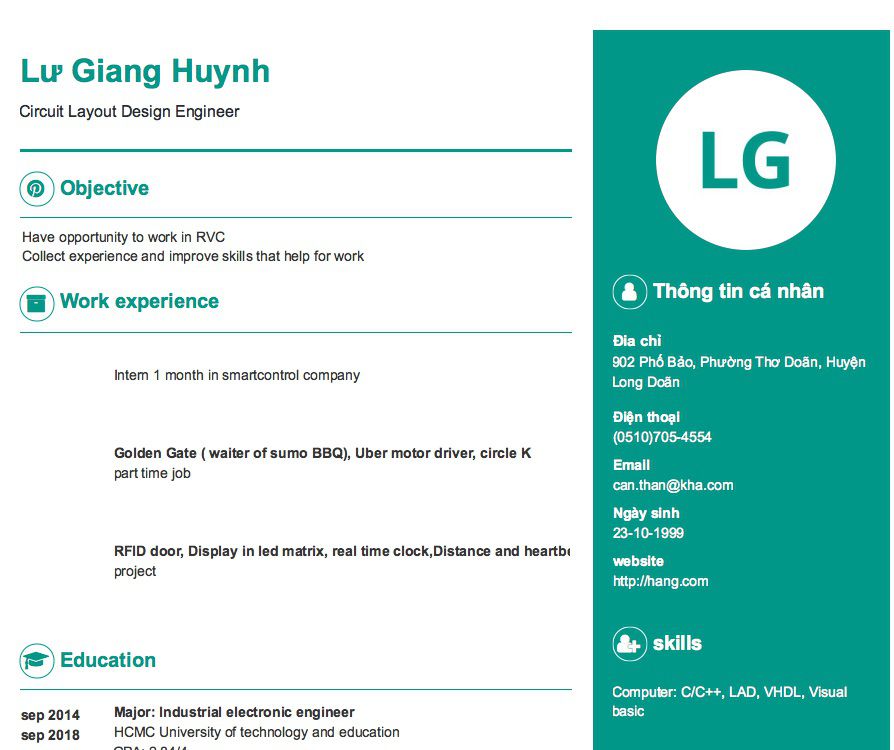 Lư Giang Huynh
Circuit Layout Design Engineer
Objective
Have opportunity to work in RVC
Collect experience and improve skills that help for work
Work experience
Intern 1 month in smartcontrol company
Golden Gate ( waiter of sumo BBQ), Uber motor driver, circle K
part time job
RFID door, Display in led matrix, real time clock,Distance and
project
Education
sep 2014
sep 2018
Major: Industrial electronic engineer
HCMC University of technology and education
LG
Thông tin cá nhân
Địa chỉ
902 Phố Bảo, Phường Thơ Doãn, Huyện
Long Doãn
Điện thoại
(0510)705-4554
Email
can.than@kha.com
Ngày sinh
23-10-1999
website
http://hang.com
skills
Computer: C/C++, LAD, VHDL, Visual
basic